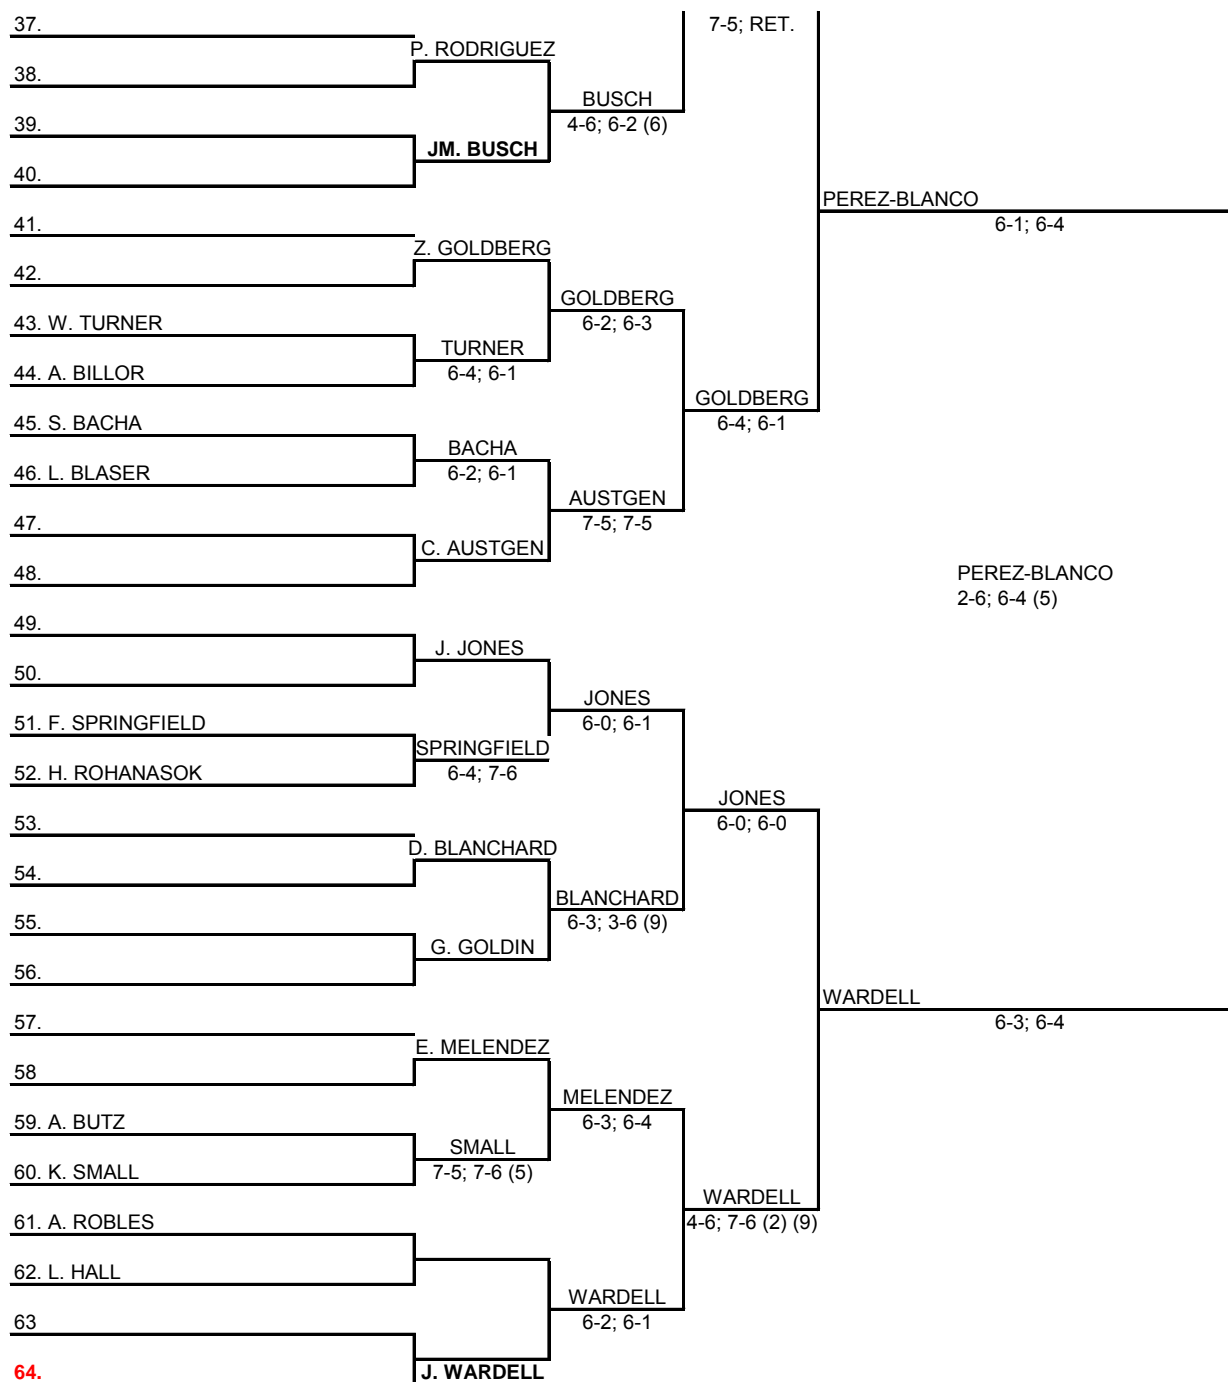 37.
7-5; RET.
P. RODRIGUEZ
38.
BUSCH
4-6; 6-2 (6)
39.
JM. BUSCH
40.
PEREZ-BLANCO
6-1; 6-4
41.
Z. GOLDBERG
42.
GOLDBERG
6-2; 6-3
43. W. TURNER
TURNER
6-4; 6-1
44. A. BILLOR
GOLDBERG
6-4; 6-1
45. S. BACHA
BACHA
6-2; 6-1
46. L. BLASER
AUSTGEN
7-5; 7-5
47.
C. AUSTGEN
48.
PEREZ-BLANCO
2-6; 6-4 (5)
49.
J. JONES
50.
JONES
6-0; 6-1
51. F. SPRINGFIELD
SPRINGFIELD
6-4; 7-6
52. H. ROHANASOK
JONES
6-0; 6-0
53.
D. BLANCHARD
54.
BLANCHARD
6-3; 3-6 (9)
55.
G. GOLDIN
56.
WARDELL
6-3; 6-4
57.
E. MELENDEZ
58
MELENDEZ
6-3; 6-4
59. A. BUTZ
SMALL
7-5; 7-6 (5)
60. K. SMALL
WARDELL
4-6; 7-6 (2) (9)
61. A. ROBLES
62. L. HALL
WARDELL
6-2; 6-1
63
64.
J. WARDELL